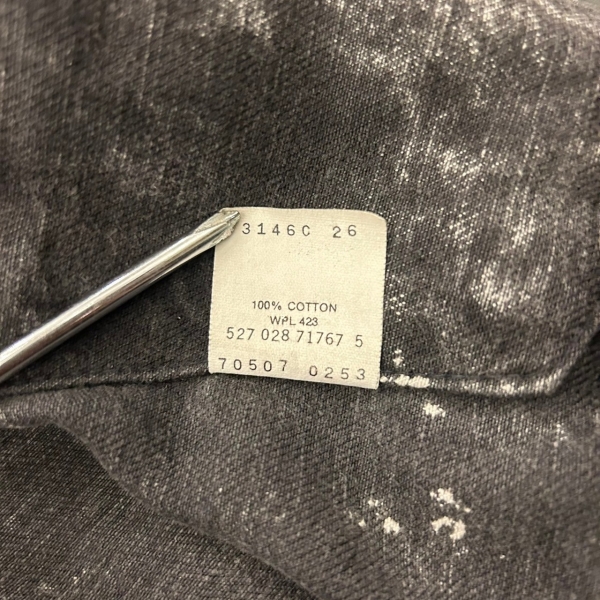 3146C 26
100% COTTON
WPL 423
527 028 71767 5
70507 0253